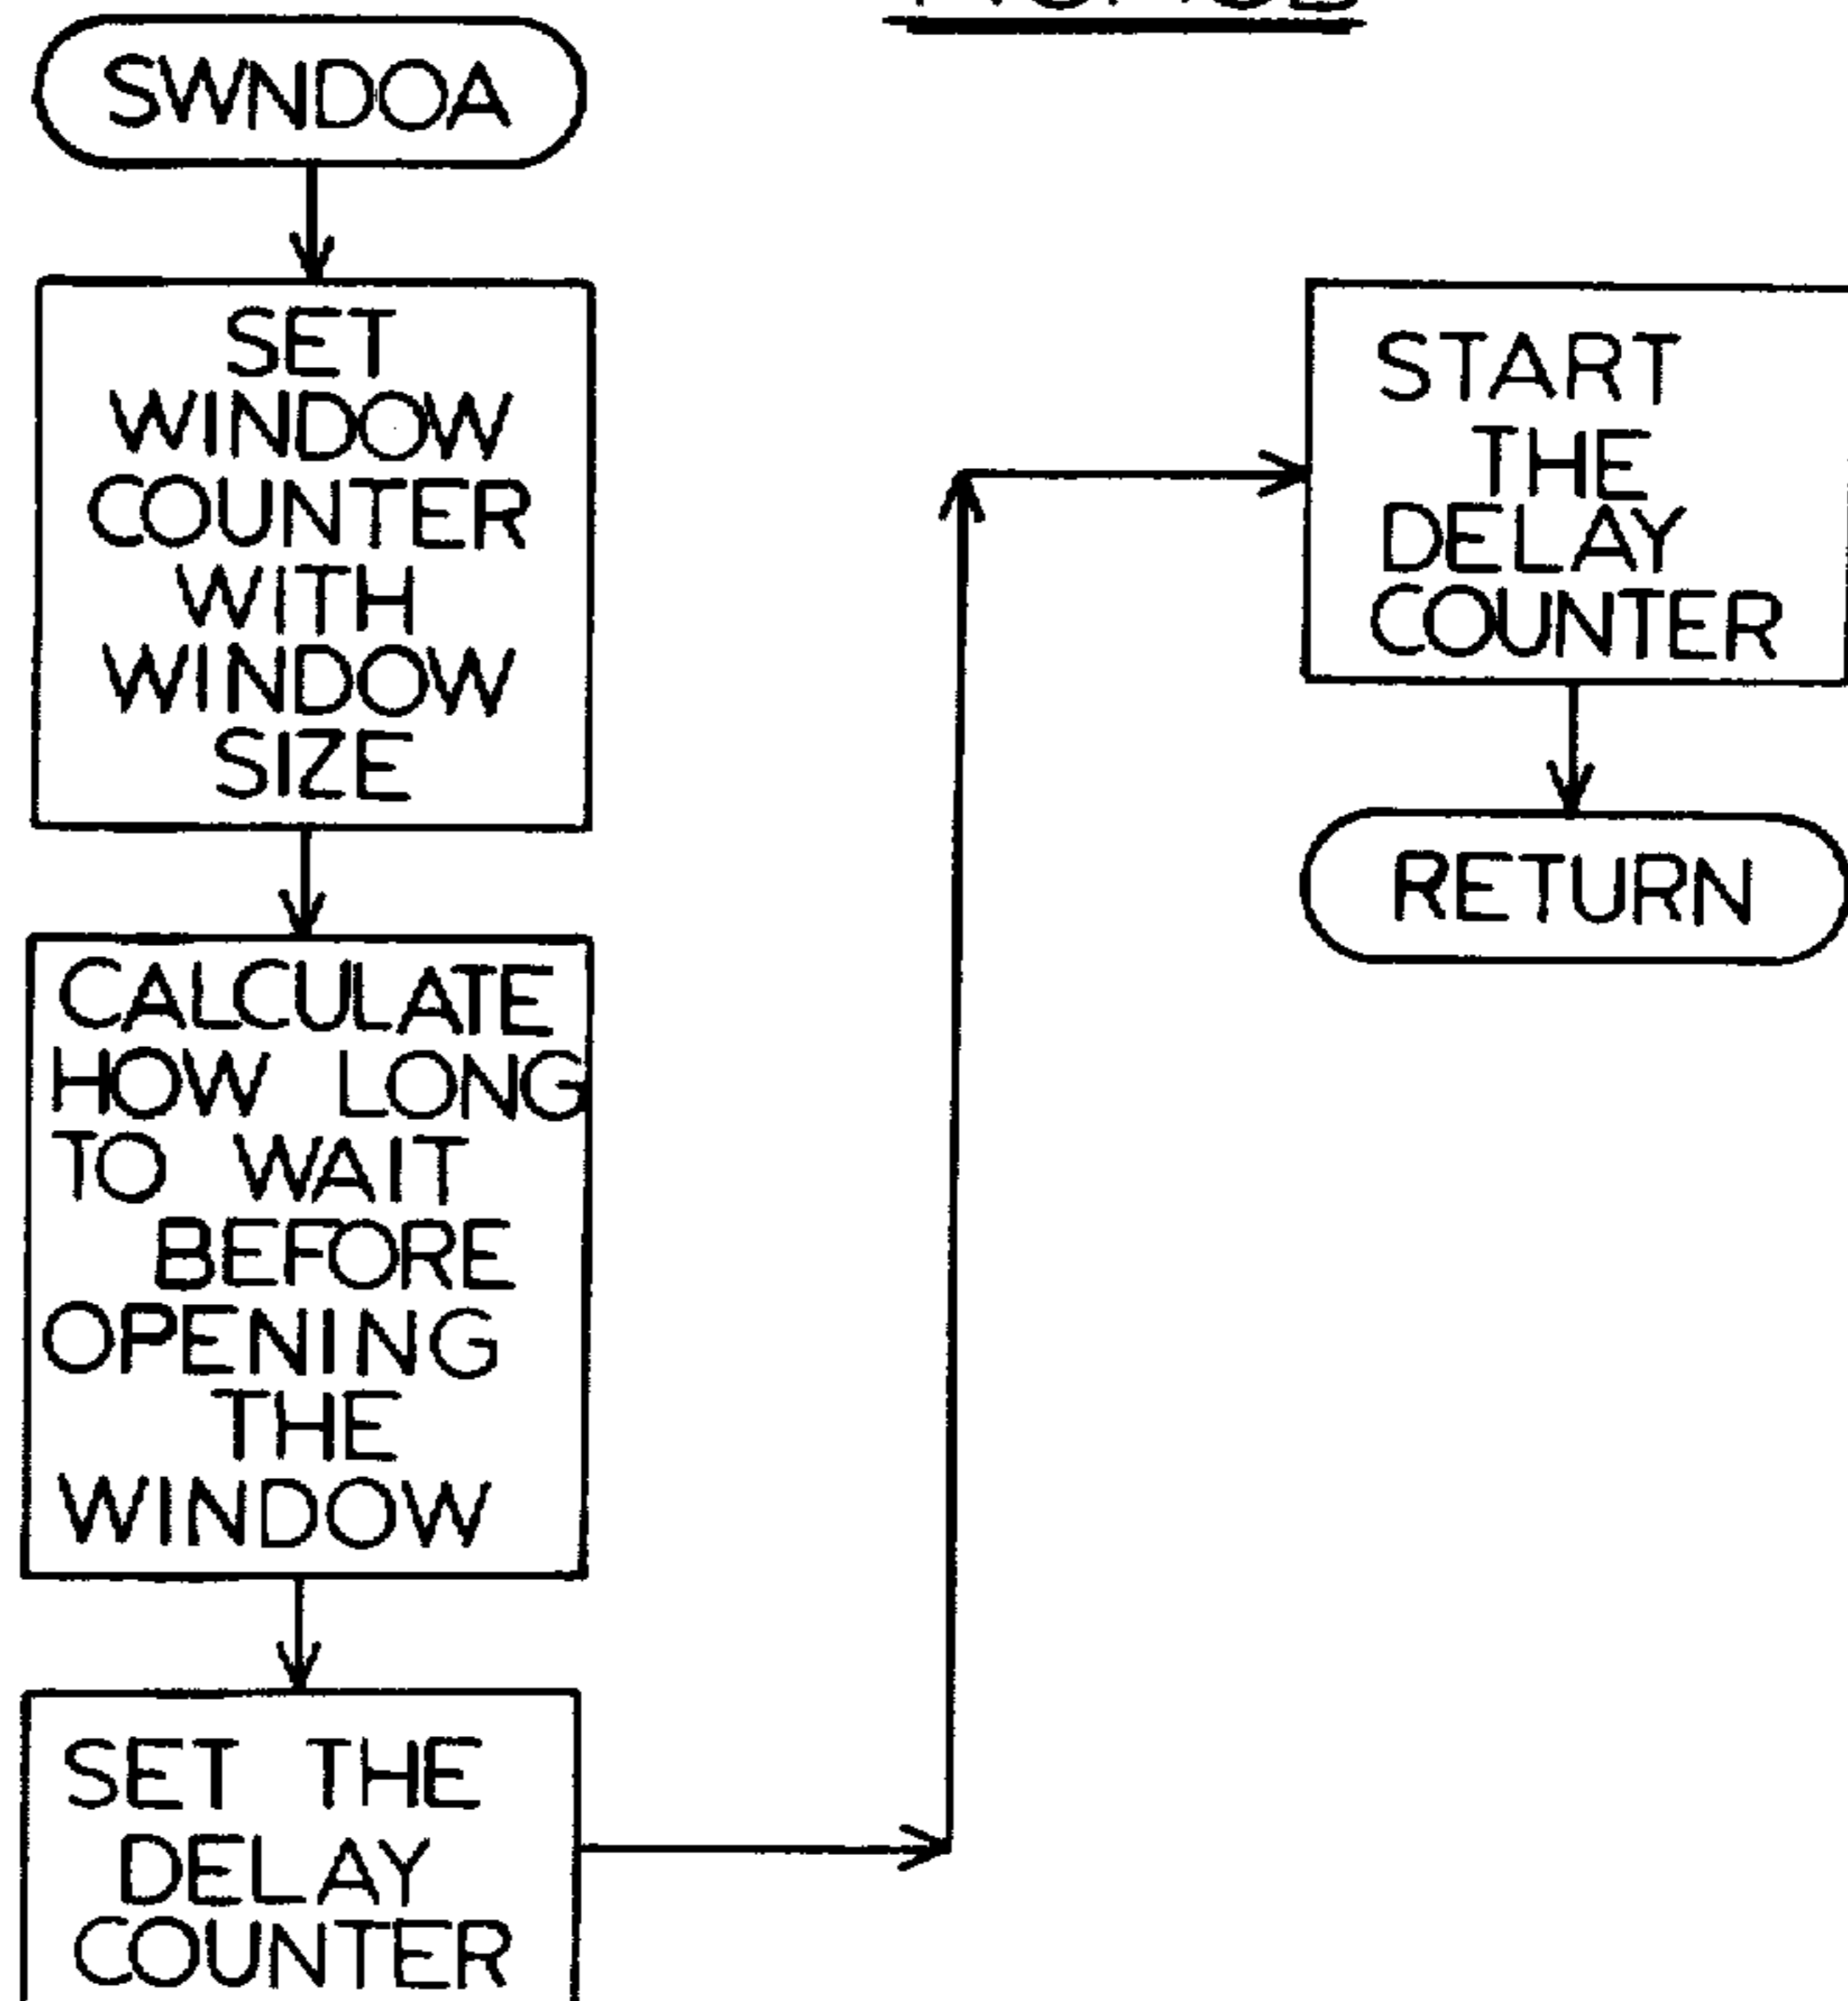 SWNDOA
SET
WINDOW
COUNTER
WITH
WINDOW
SIZE
CALCULATE
HOW LONG
TO WAIT
BEFORE
OPENING
THE
WINDOW
SET THE
DELAY
COUNTER
START
THE
DELAY
COUNTER
RETURN